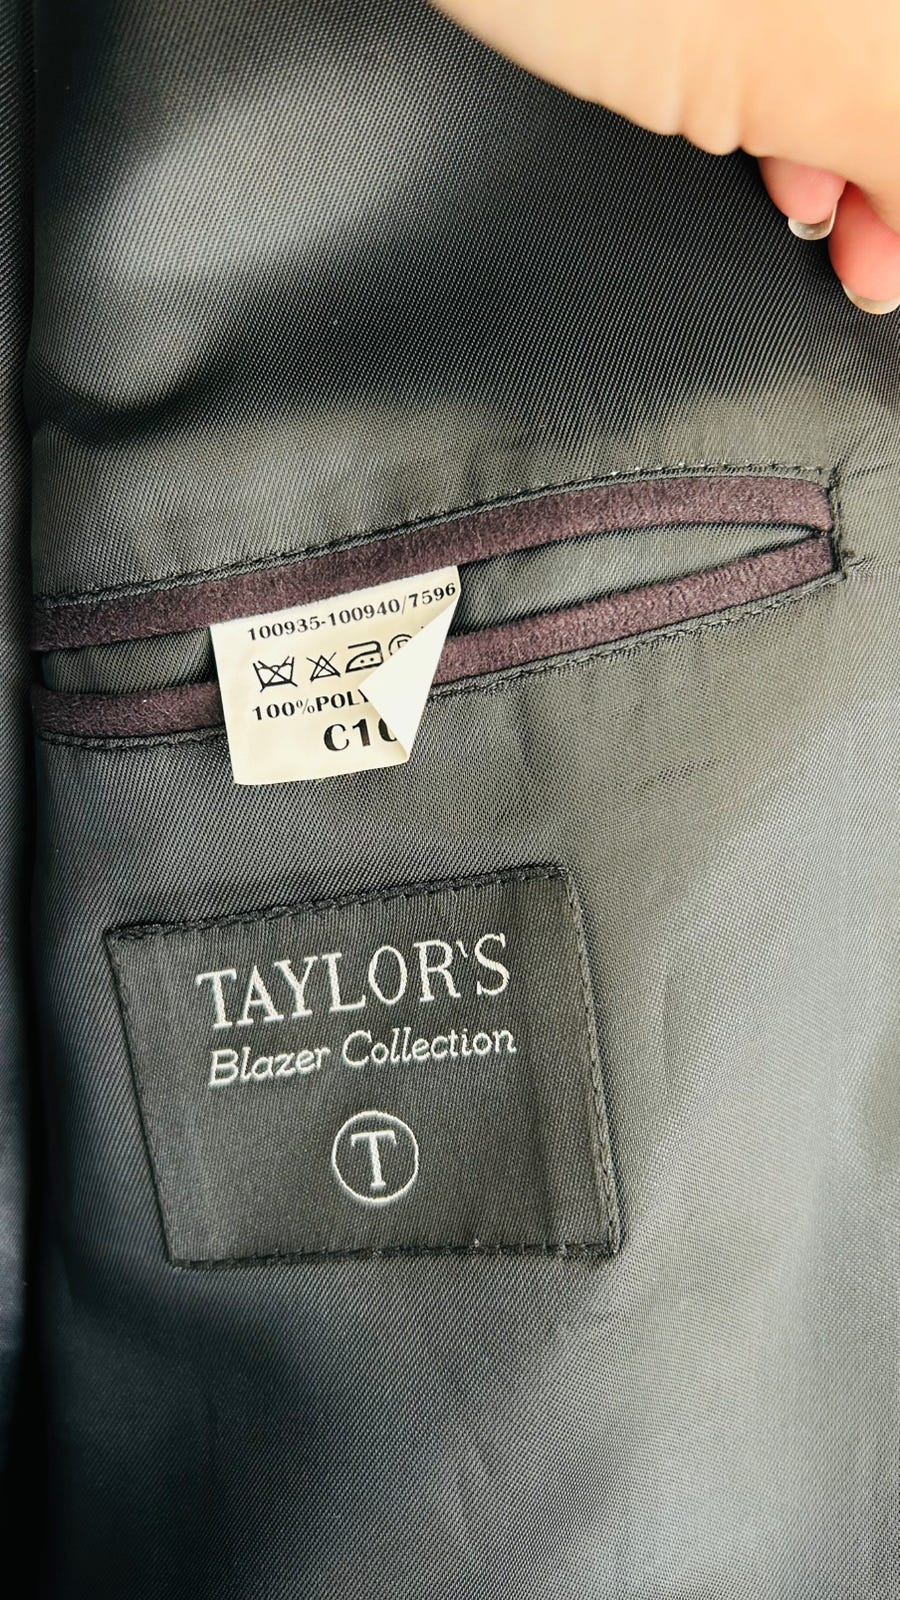 100935-100940/7596
100%POLY
C10
TAYLOR'S
Blazer Collection
T